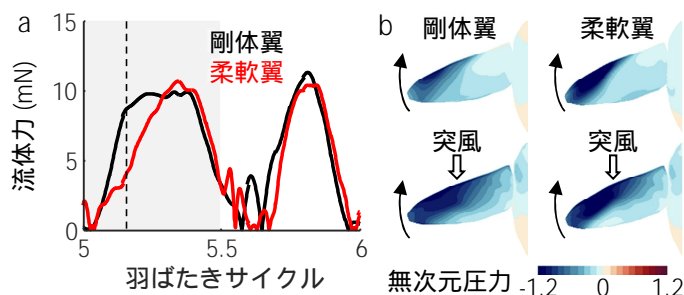 a
流体力 (mN)
15
10
5
0
5
5.5
6
羽ばたきサイクル
剛体翼
柔軟翼
b
剛体翼
柔軟翼
突風
突風
無次元圧力
-1.2
0
1.2